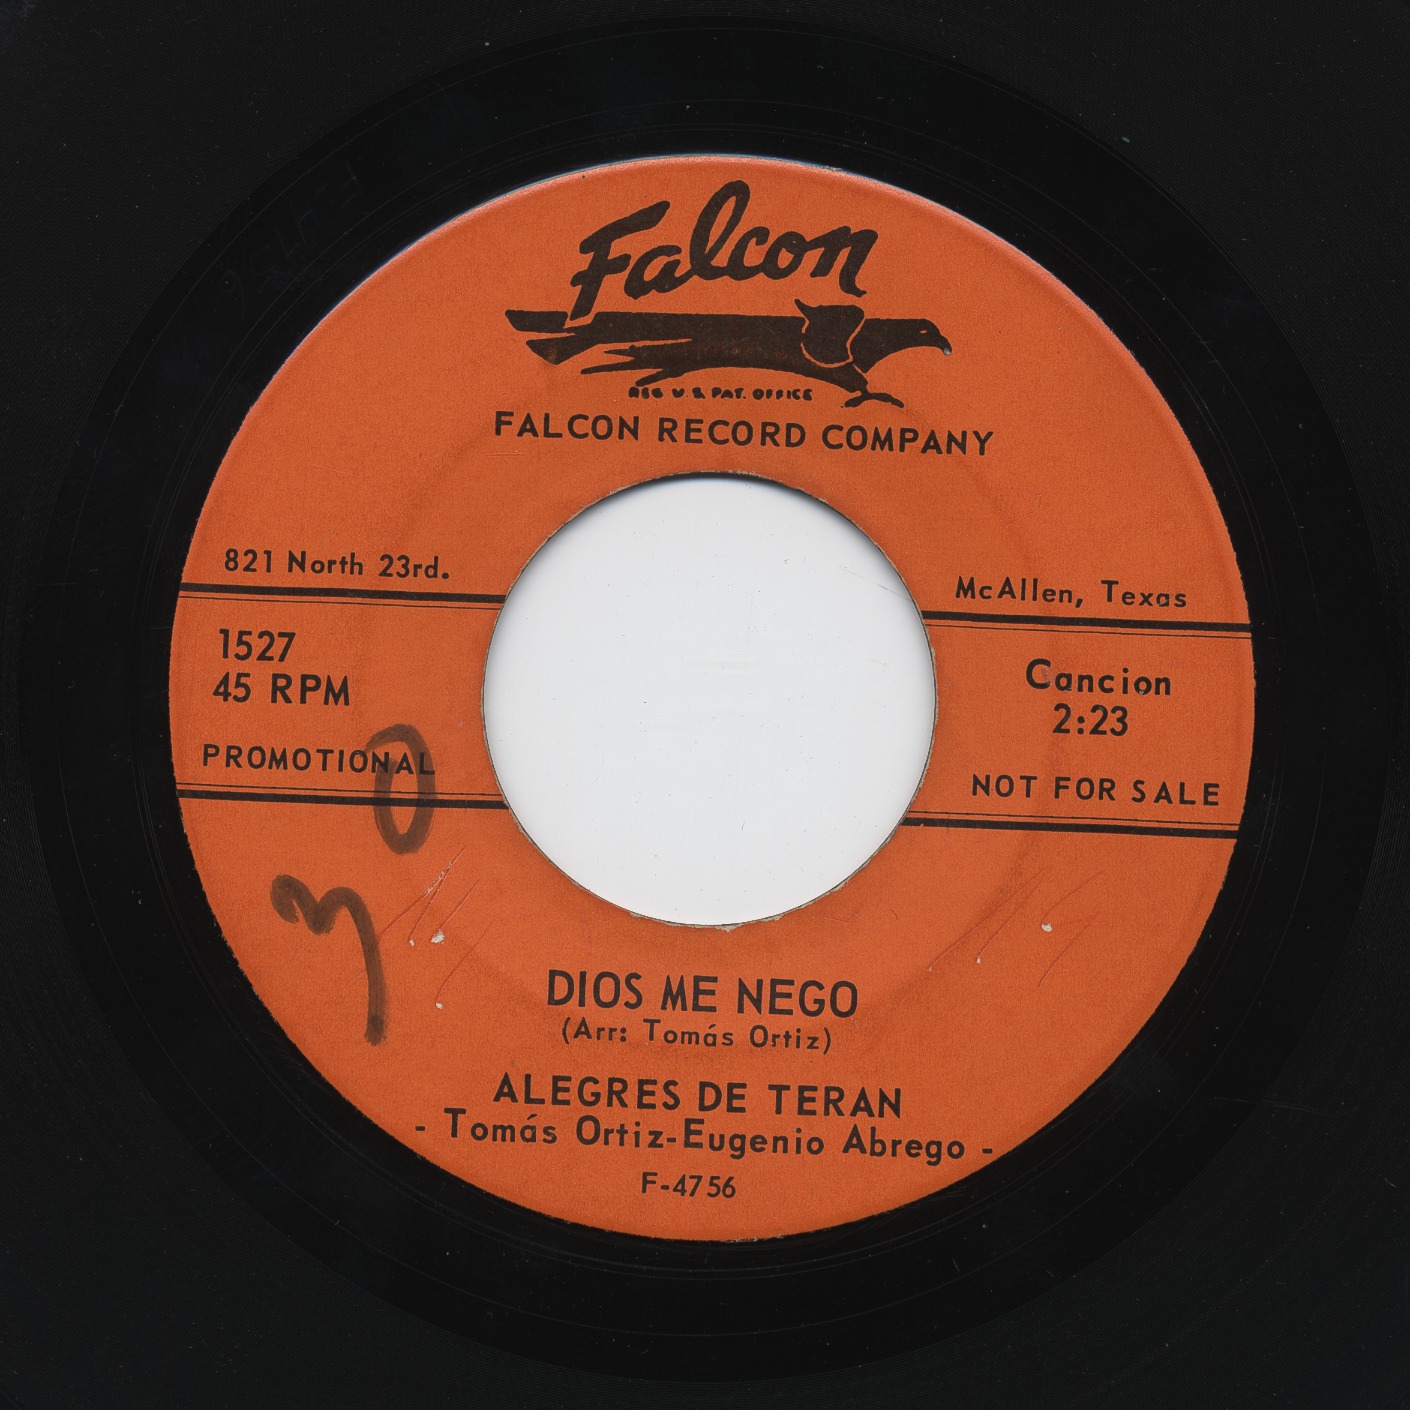 Falcon
REG U.S. PAT. OFFICE
FALCON RECORD COMPANY
821 North 23rd.
McAllen, Texas
1527
45 RPM
PROMOTIONAL
Cancion
2:23
NOT FOR SALE
30
DIOS ME NEGO
(Arr: Tomás Ortiz)
ALEGRES DE TERAN
- Tomás Ortiz-Eugenio Abrego -
F-4756